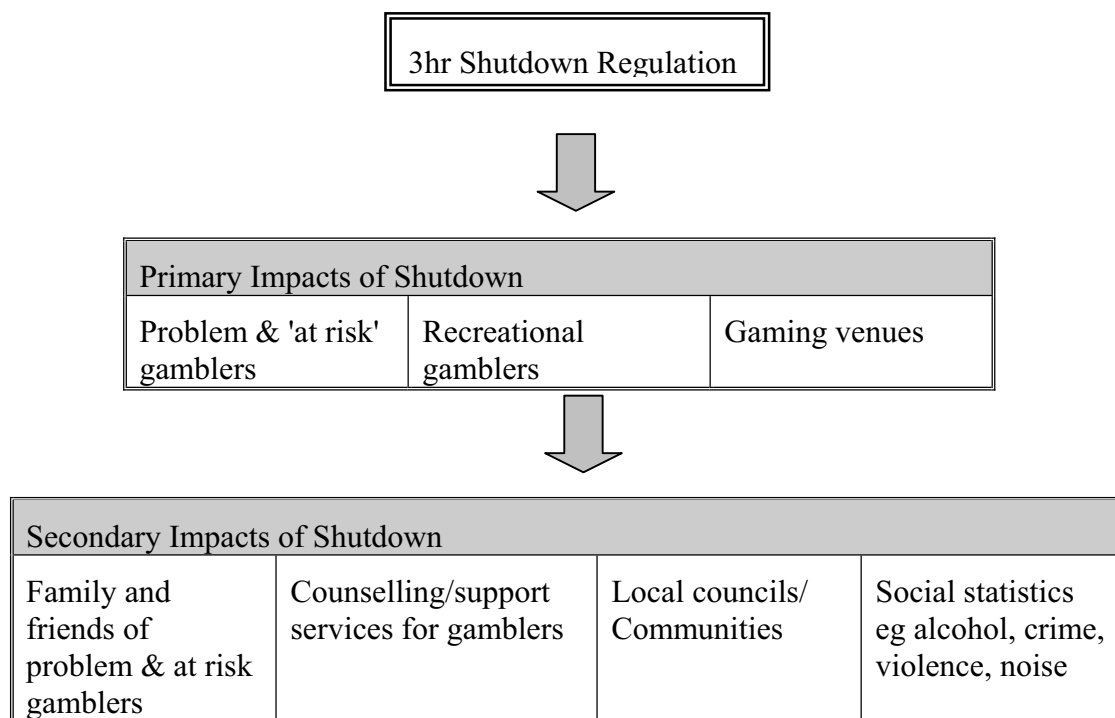 3hr Shutdown Regulation
Primary Impacts of Shutdown
Problem & 'at risk'
gamblers
Recreational
gamblers
Gaming venues
Secondary Impacts of Shutdown
Family and
friends of
problem & at risk
gamblers
Counselling/support
services for gamblers
Local councils/
Communities
Social statistics
eg alcohol, crime,
violence, noise